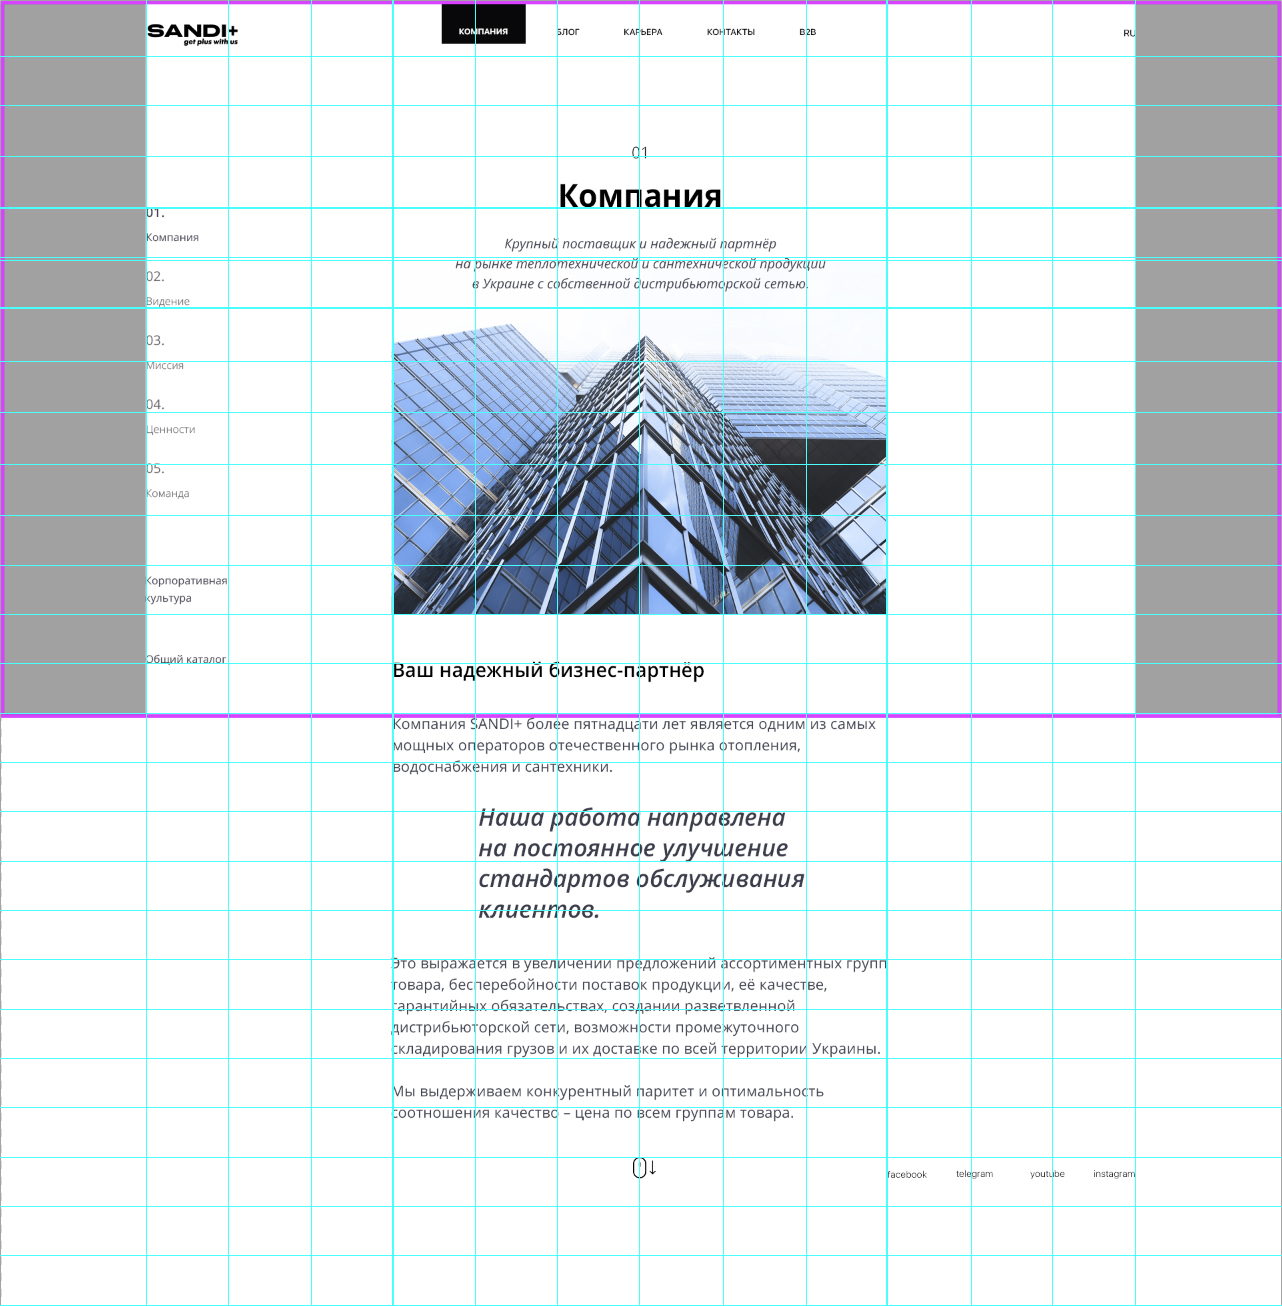 SANDI+
get plus with us
КОМПАНИЯ
БЛОГ
КАРЬЕРА
КОНТАКТЫ
B2B
RU
01
Компания
Крупный поставщик и надежный партнёр
на рынке теплотехнической и сантехнической продукции
в Украине с собственной дистрибьюторской сетью.
01.
Компания
02.
Видение
03.
Миссия
04.
Ценности
05.
Команда
Корпоративная
культура
Общий каталог
Ваш надежный бизнес-партнёр
Компания SANDI+ более пятнадцати лет является одним из самых
мощных операторов отечественного рынка отопления,
водоснабжения и сантехники.
Наша работа направлена
на постоянное улучшение
стандартов обслуживания
клиентов.
Это выражается в увеличении предложений ассортиментных групп
товара, бесперебойности поставок продукции, её качестве,
гарантийных обязательствах, создании разветвленной
дистрибьюторской сети, возможности промежуточного
складирования грузов и их доставке по всей территории Украины.
Мы выдерживаем конкурентный паритет и оптимальность
соотношения качество – цена по всем группам товара.
facebook
telegram
youtube
instagram